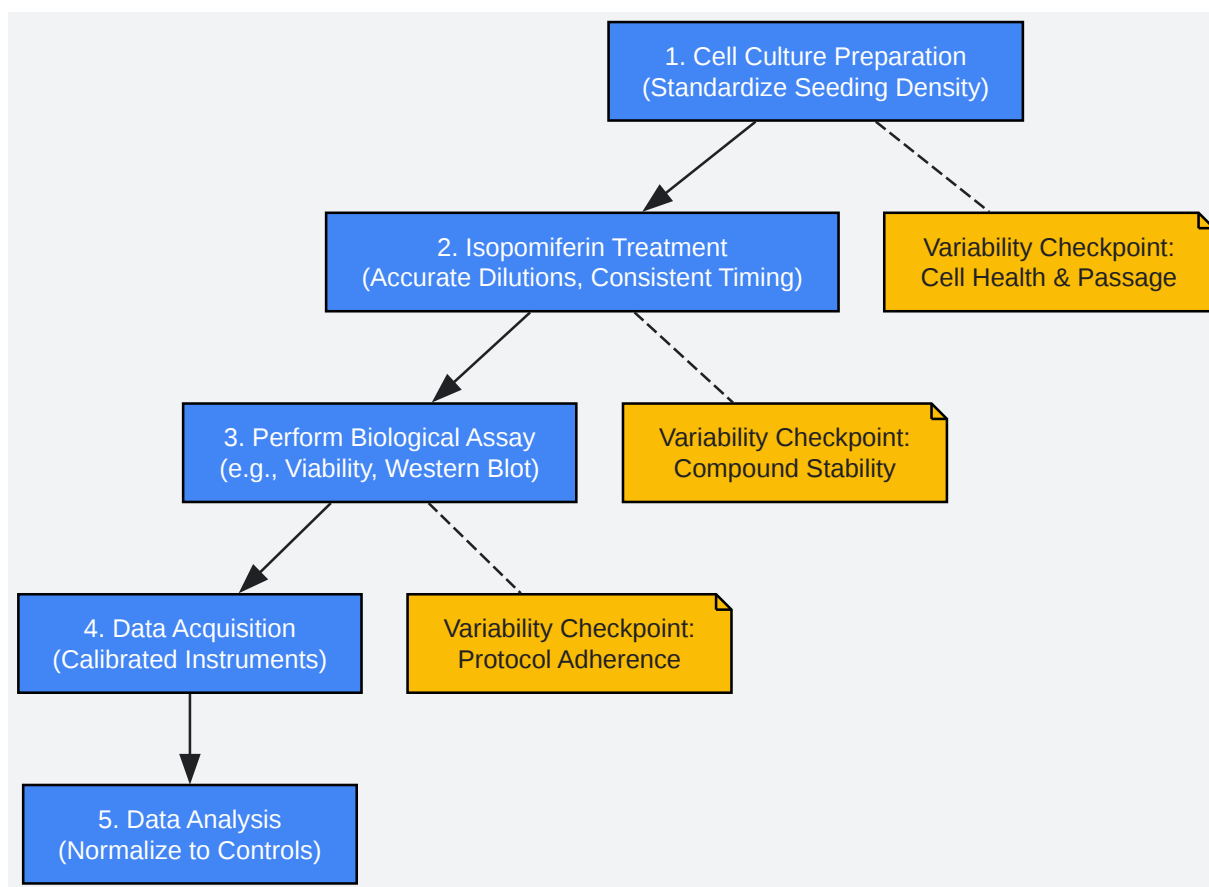 1. Cell Culture Preparation
(Standardize Seeding Density)
2. Isopomiferin Treatment
(Accurate Dilutions, Consistent Timing)
Variability Checkpoint:
Cell Health & Passage
3. Perform Biological Assay
(e.g., Viability, Western Blot)
Variability Checkpoint:
Compound Stability
4. Data Acquisition
(Calibrated Instruments)
Variability Checkpoint:
Protocol Adherence
5. Data Analysis
(Normalize to Controls)